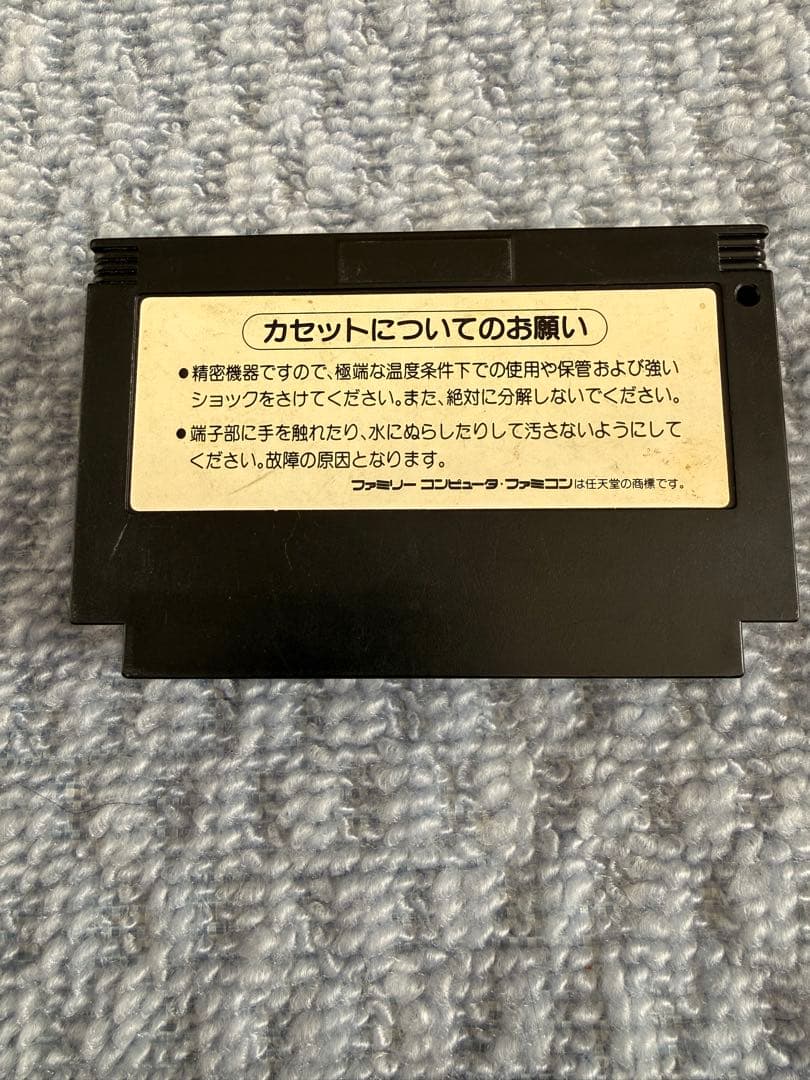 カセットについてのお願い
●精密機器ですので、極端な温度条件下での使用や保管および強い
ショックをさけてください。また、絶対に分解しないでください。
●端子部に手を触れたり、水にぬらしたりして汚さないようにして
ください。故障の原因となります。
ファミリー コンピュータ・ファミコンは任天堂の商標です。